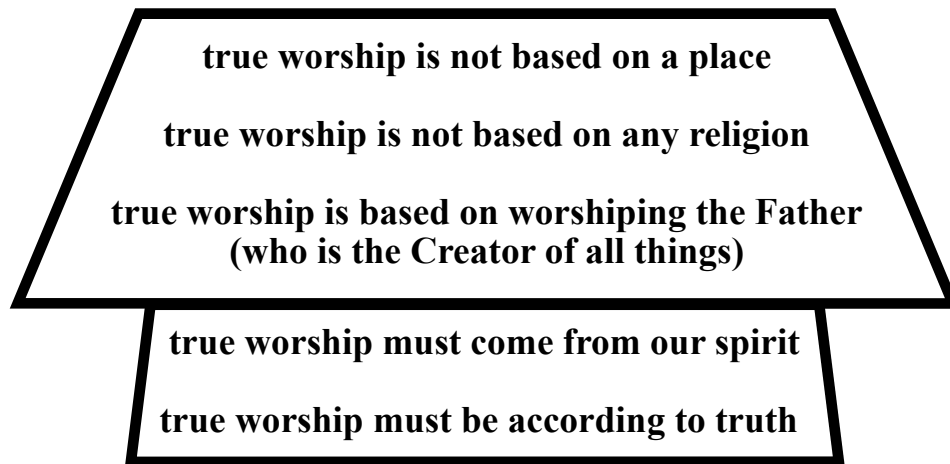 true worship is not based on a place
true worship is not based on any religion
true worship is based on worshiping the Father
(who is the Creator of all things)
true worship must come from our spirit
true worship must be according to truth